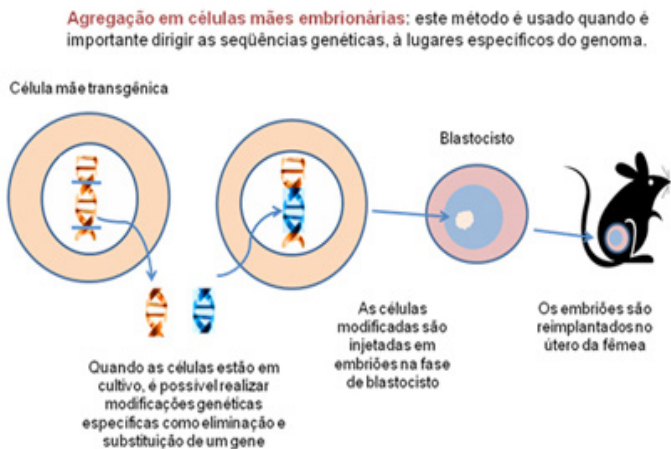 Agregação em células mães embrionárias: este método é usado quando é
importante dirigir as seqüências genéticas, à lugares específicos do genoma.
Célula mãe transgênica
Blastocisto
Quando as células estão em
cultivo, é possível realizar
modificações genéticas
específicas como eliminação e
substituição de um gene
As células
modificadas são
injetadas em
embriões na fase
de blastocisto
Os embriões são
reimplantados no
útero da fêmea